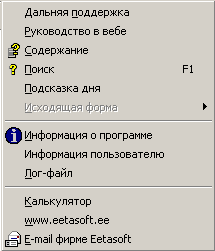 Дальняя поддержка
Руководство в вебе
Содержание
Поиск F1
Подсказка дня
Исходящая форма
Информация о программе
Информация пользователю
Лог-файл
Калькулятор
www.eetasoft.ee
E-mail фирме Eetasoft